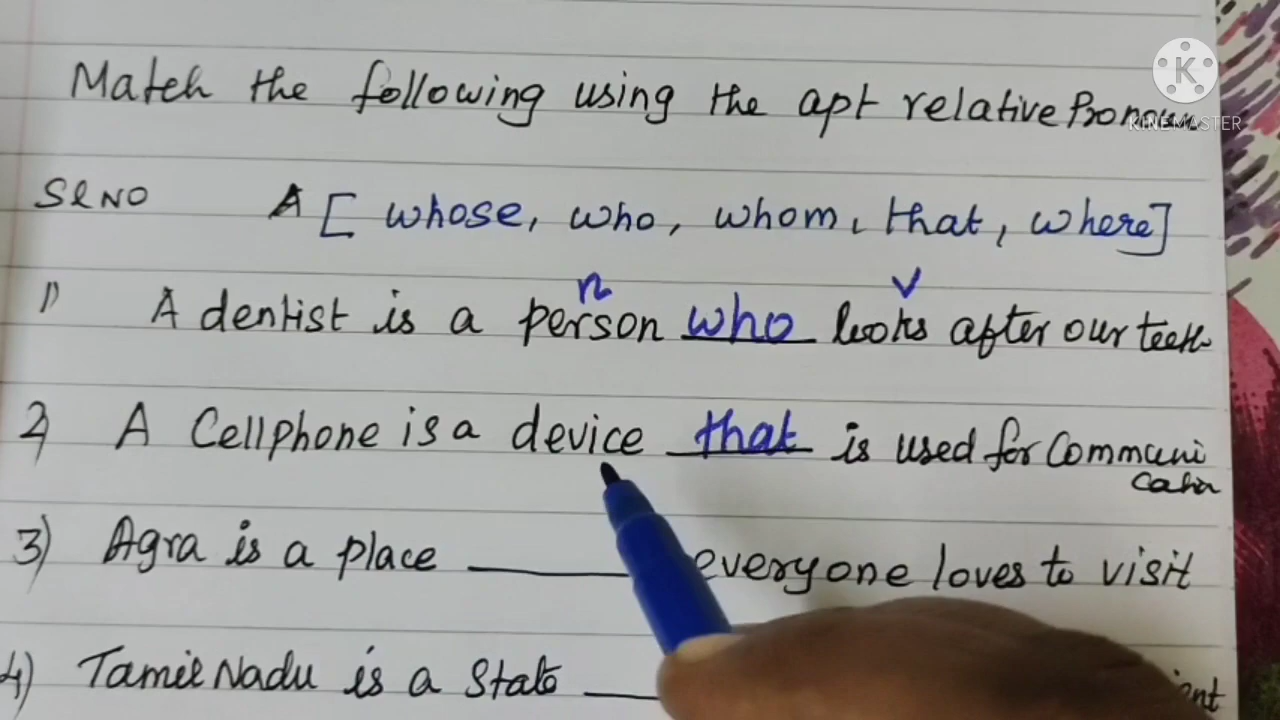 Match the following using the apt relative Pronoun
K
KINEMASTER
Sl NO A [ whose, who, whom, that, where]
n v
1) A dentist is a person who looks after our teeth
2) A Cellphone is a device that is used for Communi
cation
3) Agra is a place ______ everyone loves to visit
4) Tamil Nadu is a State ___